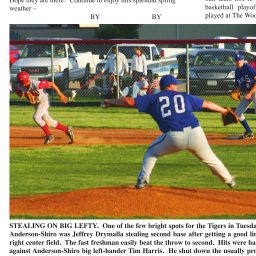 Hope they are there! Continue to enjoy this splendid spring
weather –
BY BY
basketball playof
played at The Woo
20
STEALING ON BIG LEFTY. One of the few bright spots for the Tigers in Tuesda
Anderson-Shiro was Jeffrey Drymalla stealing second base after getting a good lin
right center field. The fast freshman easily beat the throw to second. Hits were ha
against Anderson-Shiro big left-hander Tim Harris. He shut down the usually pro